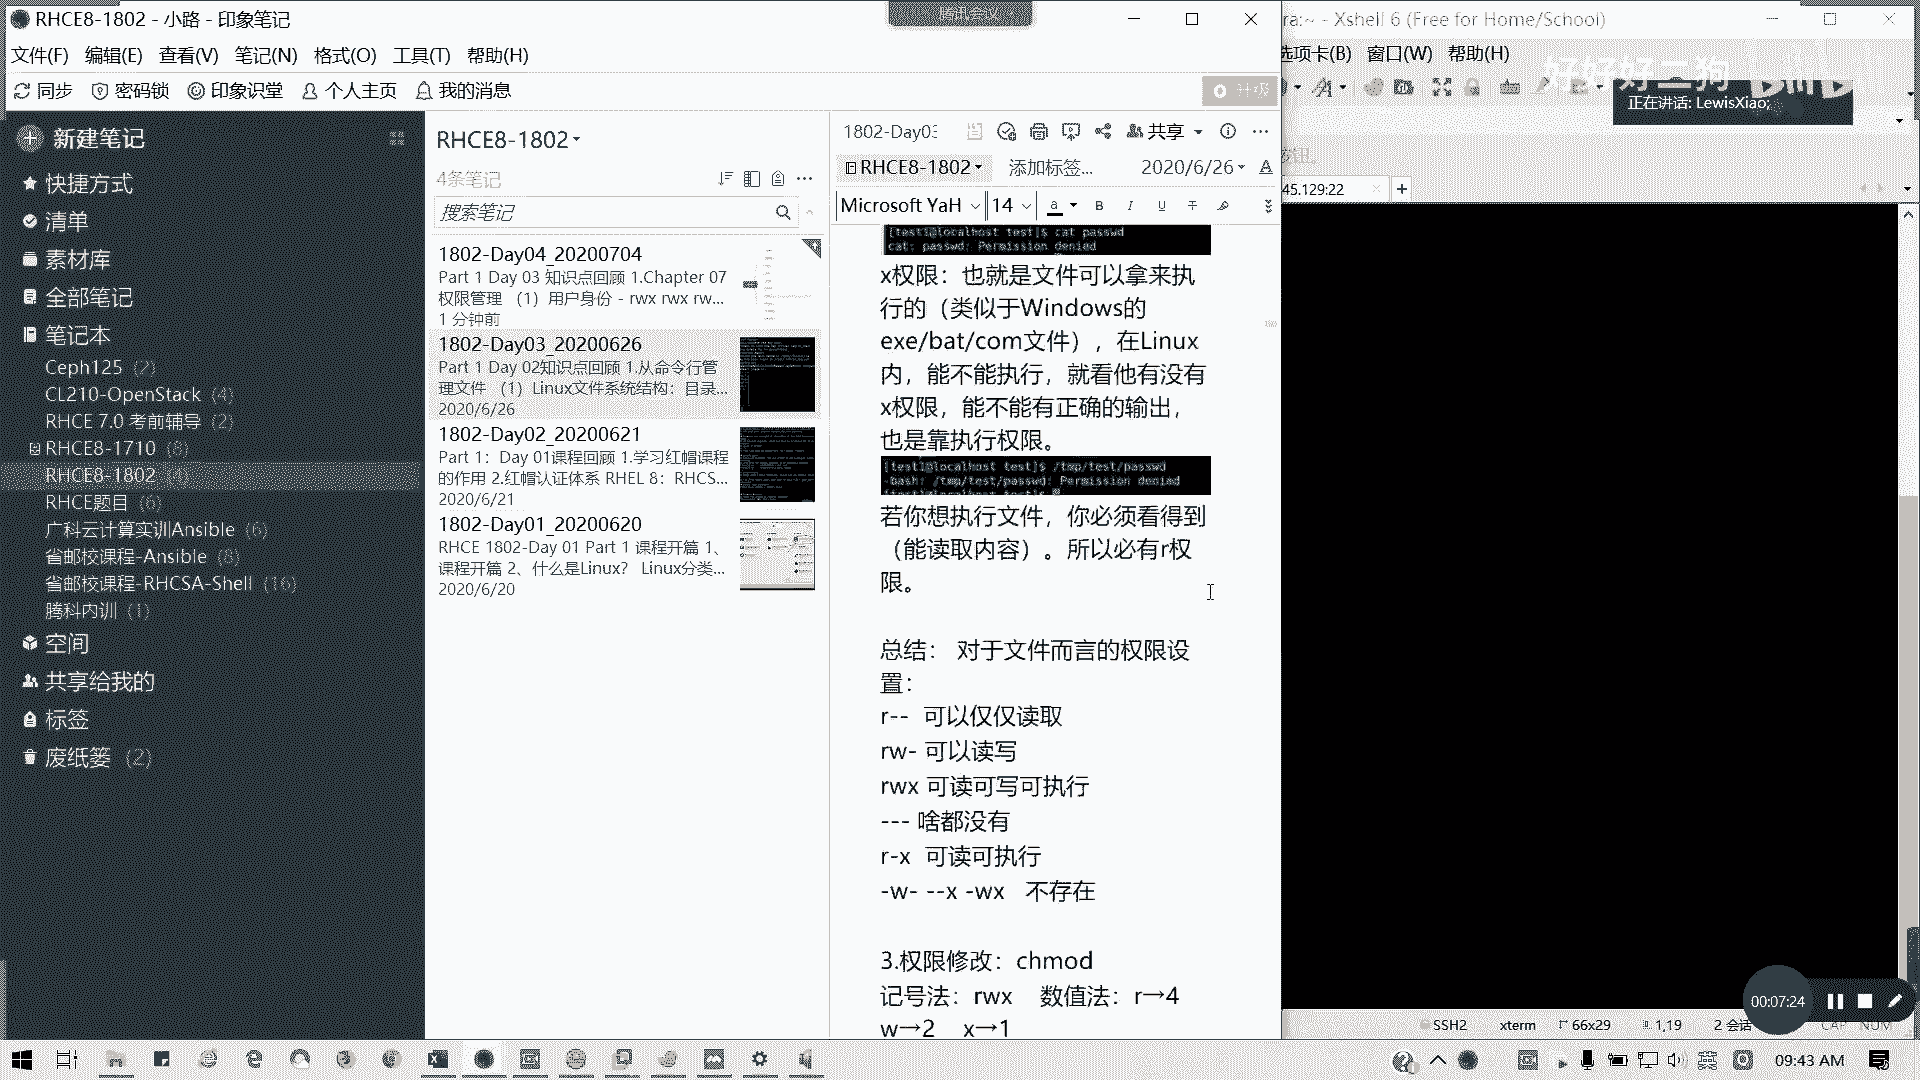 RHCE8-1802 - 小路 - 印象笔记
腾讯会议
文件(F) 编辑(E) 查看(V) 笔记(N) 格式(O) 工具(T) 帮助(H)
同步 密码锁 印象识堂 个人主页 我的消息
升级
新建笔记
快捷方式
清单
素材库
全部笔记
笔记本
Ceph125 (2)
CL210-OpenStack (4)
RHCE 7.0 考前辅导 (2)
RHCE8-1710 (8)
RHCE8-1802 (4)
RHCE题目 (6)
广科云计算实训Ansible (6)
省邮校课程-Ansible (8)
省邮校课程-RHCSA-Shell (16)
腾科内训 (1)
空间
共享给我的
标签
废纸篓 (2)
RHCE8-1802
4条笔记
搜索笔记
1802-Day04_20200704
Part 1 Day 03 知识点回顾 1.Chapter 07
权限管理 （1）用户身份 - rwx rwx rw...
1 分钟前
1802-Day03_20200626
Part 1 Day 02知识点回顾 1.从命令行管
理文件 （1）Linux文件系统结构：目录...
2020/6/26
1802-Day02_20200621
Part 1：Day 01课程回顾 1.学习红帽课程
的作用 2.红帽认证体系 RHEL 8：RHCS...
2020/6/21
1802-Day01_20200620
RHCE 1802-Day 01 Part 1 课程开篇 1、
课程开篇 2、什么是Linux？ Linux分类...
2020/6/20
1802-Day03
共享
RHCE8-1802 添加标签... 2020/6/26
Microsoft YaH 14 a B I U T
[test1@localhost test]$ cat passwd
cat: passwd: Permission denied
x权限：也就是文件可以拿来执
行的（类似于Windows的
exe/bat/com文件），在Linux
内，能不能执行，就看他有没有
x权限，能不能有正确的输出，
也是靠执行权限。
[test1@localhost test]$ /tmp/test/passwd
-bash: /tmp/test/passwd: Permission denied
若你想执行文件，你必须看得到
（能读取内容）。所以必有r权
限。
总结： 对于文件而言的权限设
置：
r-- 可以仅仅读取
rw- 可以读写
rwx 可读可写可执行
--- 啥都没有
r-x 可读可执行
-w- --x -wx 不存在
3.权限修改：chmod
记号法：rwx 数值法：r→4
w→2 x→1
ra:~ - Xshell 6 (Free for Home/School)
选项卡(B) 窗口(W) 帮助(H)
好好好二狗
正在讲话: LewisXiao;
45.129:22
SSH2 xterm 66x29 1,19 2 会话 CAP NUM
00:07:24
英
09:43 AM